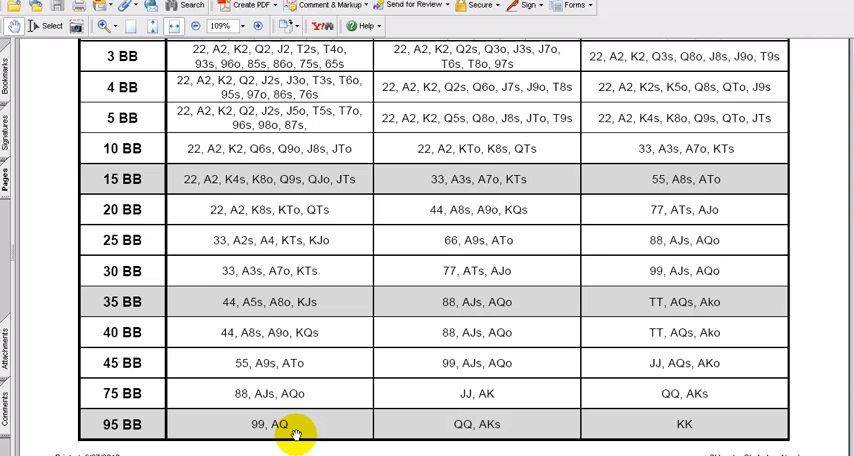 Search Create PDF Comment & Markup Send for Review Secure Sign Forms
Select 109% Y! Help
Bookmarks
Signatures
Pages
Attachments
Comments
3 BB 22, A2, K2, Q2, J2, T2s, T4o, 22, A2, K2, Q2s, Q3o, J3s, J7o, 22, A2, K2, Q3s, Q8o, J8s, J9o, T9s
93s, 96o, 85s, 86o, 75s, 65s T6s, T8o, 97s
4 BB 22, A2, K2, Q2, J2s, J3o, T3s, T6o, 22, A2, K2, Q2s, Q6o, J7s, J9o, T8s 22, A2, K2s, K5o, Q8s, QTo, J9s
95s, 97o, 86s, 76s
5 BB 22, A2, K2, Q2, J2s, J5o, T5s, T7o, 22, A2, K2, Q5s, Q8o, J8s, JTo, T9s 22, A2, K4s, K8o, Q9s, QTo, JTs
96s, 98o, 87s,
10 BB 22, A2, K2, Q6s, Q9o, J8s, JTo 22, A2, KTo, K8s, QTs 33, A3s, A7o, KTs
15 BB 22, A2, K4s, K8o, Q9s, QJo, JTs 33, A3s, A7o, KTs 55, A8s, ATo
20 BB 22, A2, K8s, KTo, QTs 44, A8s, A9o, KQs 77, ATs, AJo
25 BB 33, A2s, A4, KTs, KJo 66, A9s, ATo 88, AJs, AQo
30 BB 33, A3s, A7o, KTs 77, ATs, AJo 99, AJs, AQo
35 BB 44, A5s, A8o, KJs 88, AJs, AQo TT, AQs, Ako
40 BB 44, A8s, A9o, KQs 88, AJs, AQo TT, AQs, Ako
45 BB 55, A9s, ATo 99, AJs, AQo JJ, AQs, AKo
75 BB 88, AJs, AQo JJ, AK QQ, AKs
95 BB 99, AQ QQ, AKs KK